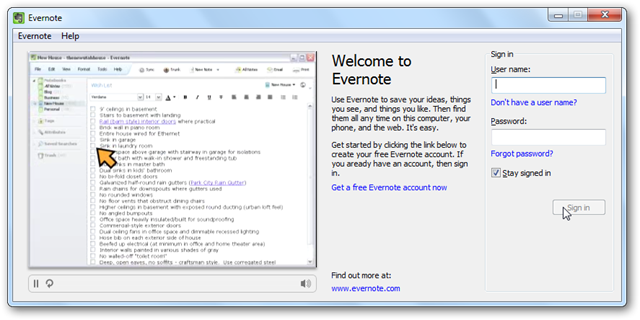 Evernote
Evernote Help
New House - thenewentablogger - Evernote
File Edit View Format Tools Help
Sync Trash New Note All Notes Send Print
Notebooks
All Notes
Blog
Business
New House
Personal
Tags
Attributes
Saved Searches
Trash
New House
Verdana
'9' ceilings in basement
Stairs to basement with landing
Rail (barn style) interior doors where practical
Brick wall in piano room
Entire house wired for Ethernet
Sink in garage
Sink in laundry room
space above garage with stairway in garage for isolations
bath with walk-in shower and freestanding tub
sinks in master bath
Dual sinks in kids' bathroom
No bi-fold closet doors
Galvanized half-round rain gutters (Park City Rain Gutter)
Rain chains for downspouts where gutters used
No rounded windows
No floor vents that obstruct dining chairs
Higher ceilings in basement with exposed round ducting (urban loft feel)
No angled bumpouts
Office space heavily insulated/built for soundproofing
Commercial-style exterior doors
Dual ceiling fans in office space and dimmable recessed lighting
Hose bib on each exterior side of house
Beefed up electrical (at minimum in office and home theater area)
Interior walls painted in various shades of gray
No walled-off "toilet room"
Deep, open eaves, no soffits - craftsman style. Use corrugated steel
Welcome to
Evernote
Use Evernote to save your ideas, things
you see, and things you like. Then find
them all any time on this computer, your
phone, and the web. It's easy.
Get started by clicking the link below to
create your free Evernote account. If
you aready have an account, then sign
in.
Get a free Evernote account now
Find out more at:
www.evernote.com
Sign in
User name:
Don't have a user name?
Password:
Forgot password?
Stay signed in
Sign in